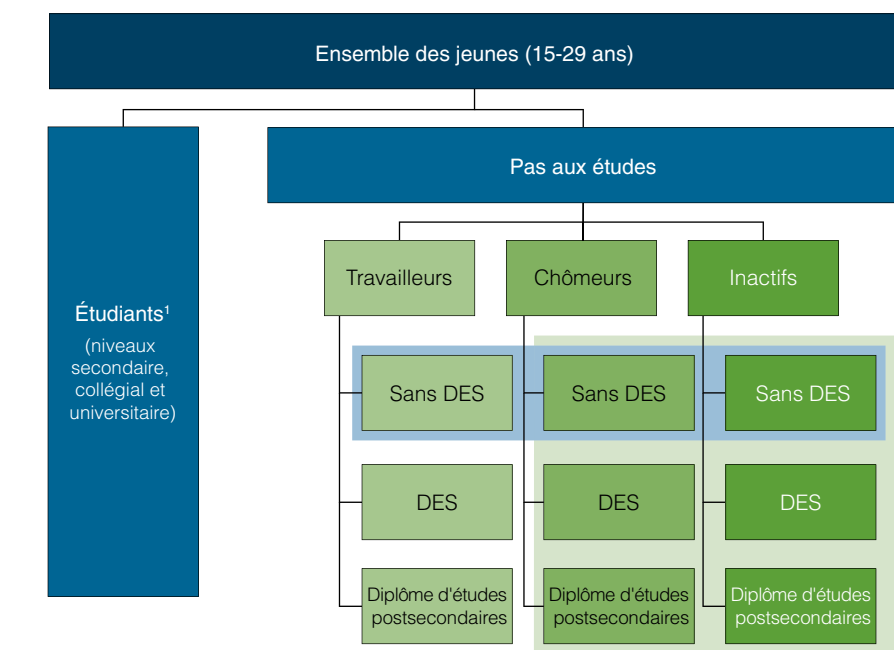 Ensemble des jeunes (15-29 ans)
Pas aux études
Étudiants¹
(niveaux
secondaire,
collégial et
universitaire)
Travailleurs
Chômeurs
Inactifs
Sans DES
Sans DES
Sans DES
DES
DES
DES
Diplôme d'études
postsecondaires
Diplôme d'études
postsecondaires
Diplôme d'études
postsecondaires